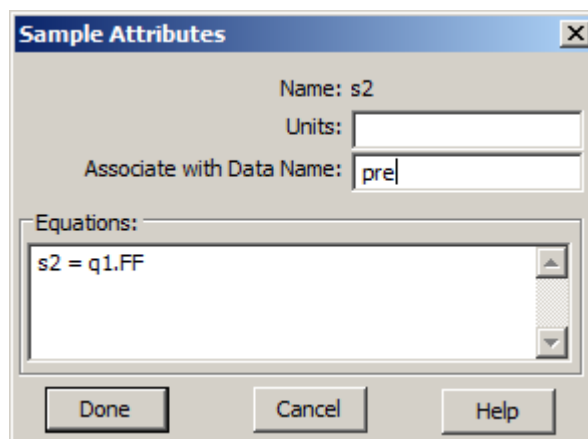 Sample Attributes
Name: s2
Units:
Associate with Data Name: pre
Equations:
s2 = q1.FF
Done Cancel Help